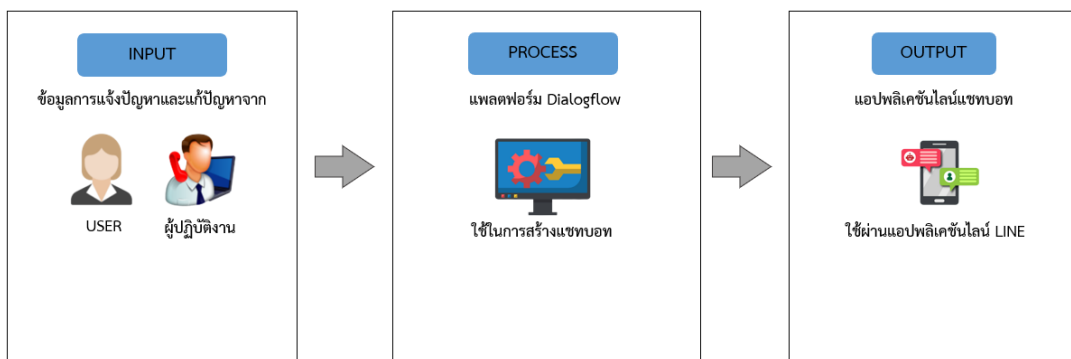 INPUT
ข้อมูลการแจ้งปัญหาและแก้ปัญหาจาก
USER
ผู้ปฏิบัติงาน
PROCESS
แพลตฟอร์ม Dialogflow
ใช้ในการสร้างแชทบอท
OUTPUT
แอปพลิเคชันไลน์แชทบอท
ใช้ผ่านแอปพลิเคชันไลน์ LINE